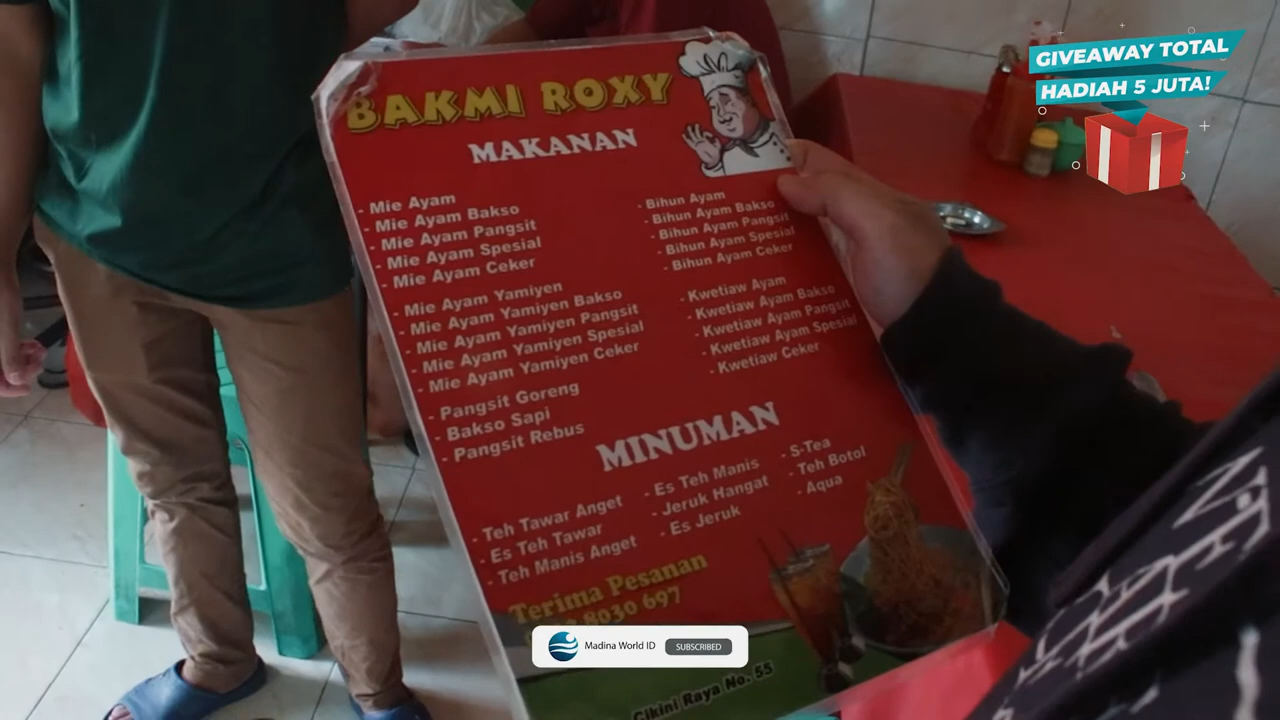 GIVEAWAY TOTAL
HADIAH 5 JUTA!
BAKMI ROXY
MAKANAN
- Mie Ayam
- Mie Ayam Bakso
- Mie Ayam Pangsit
- Mie Ayam Spesial
- Mie Ayam Ceker
- Mie Ayam Yamiyen
- Mie Ayam Yamiyen Bakso
- Mie Ayam Yamiyen Pangsit
- Mie Ayam Yamiyen Spesial
- Mie Ayam Yamiyen Ceker
- Pangsit Goreng
- Bakso Sapi
- Pangsit Rebus
- Bihun Ayam
- Bihun Ayam Bakso
- Bihun Ayam Pangsit
- Bihun Ayam Spesial
- Bihun Ayam Ceker
- Kwetiaw Ayam
- Kwetiaw Ayam Bakso
- Kwetiaw Ayam Pangsit
- Kwetiaw Ayam Spesial
- Kwetiaw Ceker
MINUMAN
- Teh Tawar Anget
- Es Teh Tawar
- Teh Manis Anget
- Es Teh Manis
- Jeruk Hangat
- Es Jeruk
- S-Tea
- Teh Botol
- Aqua
Terima Pesanan
8030 697
Cikini Raya No. 55
Madina World ID
SUBSCRIBED